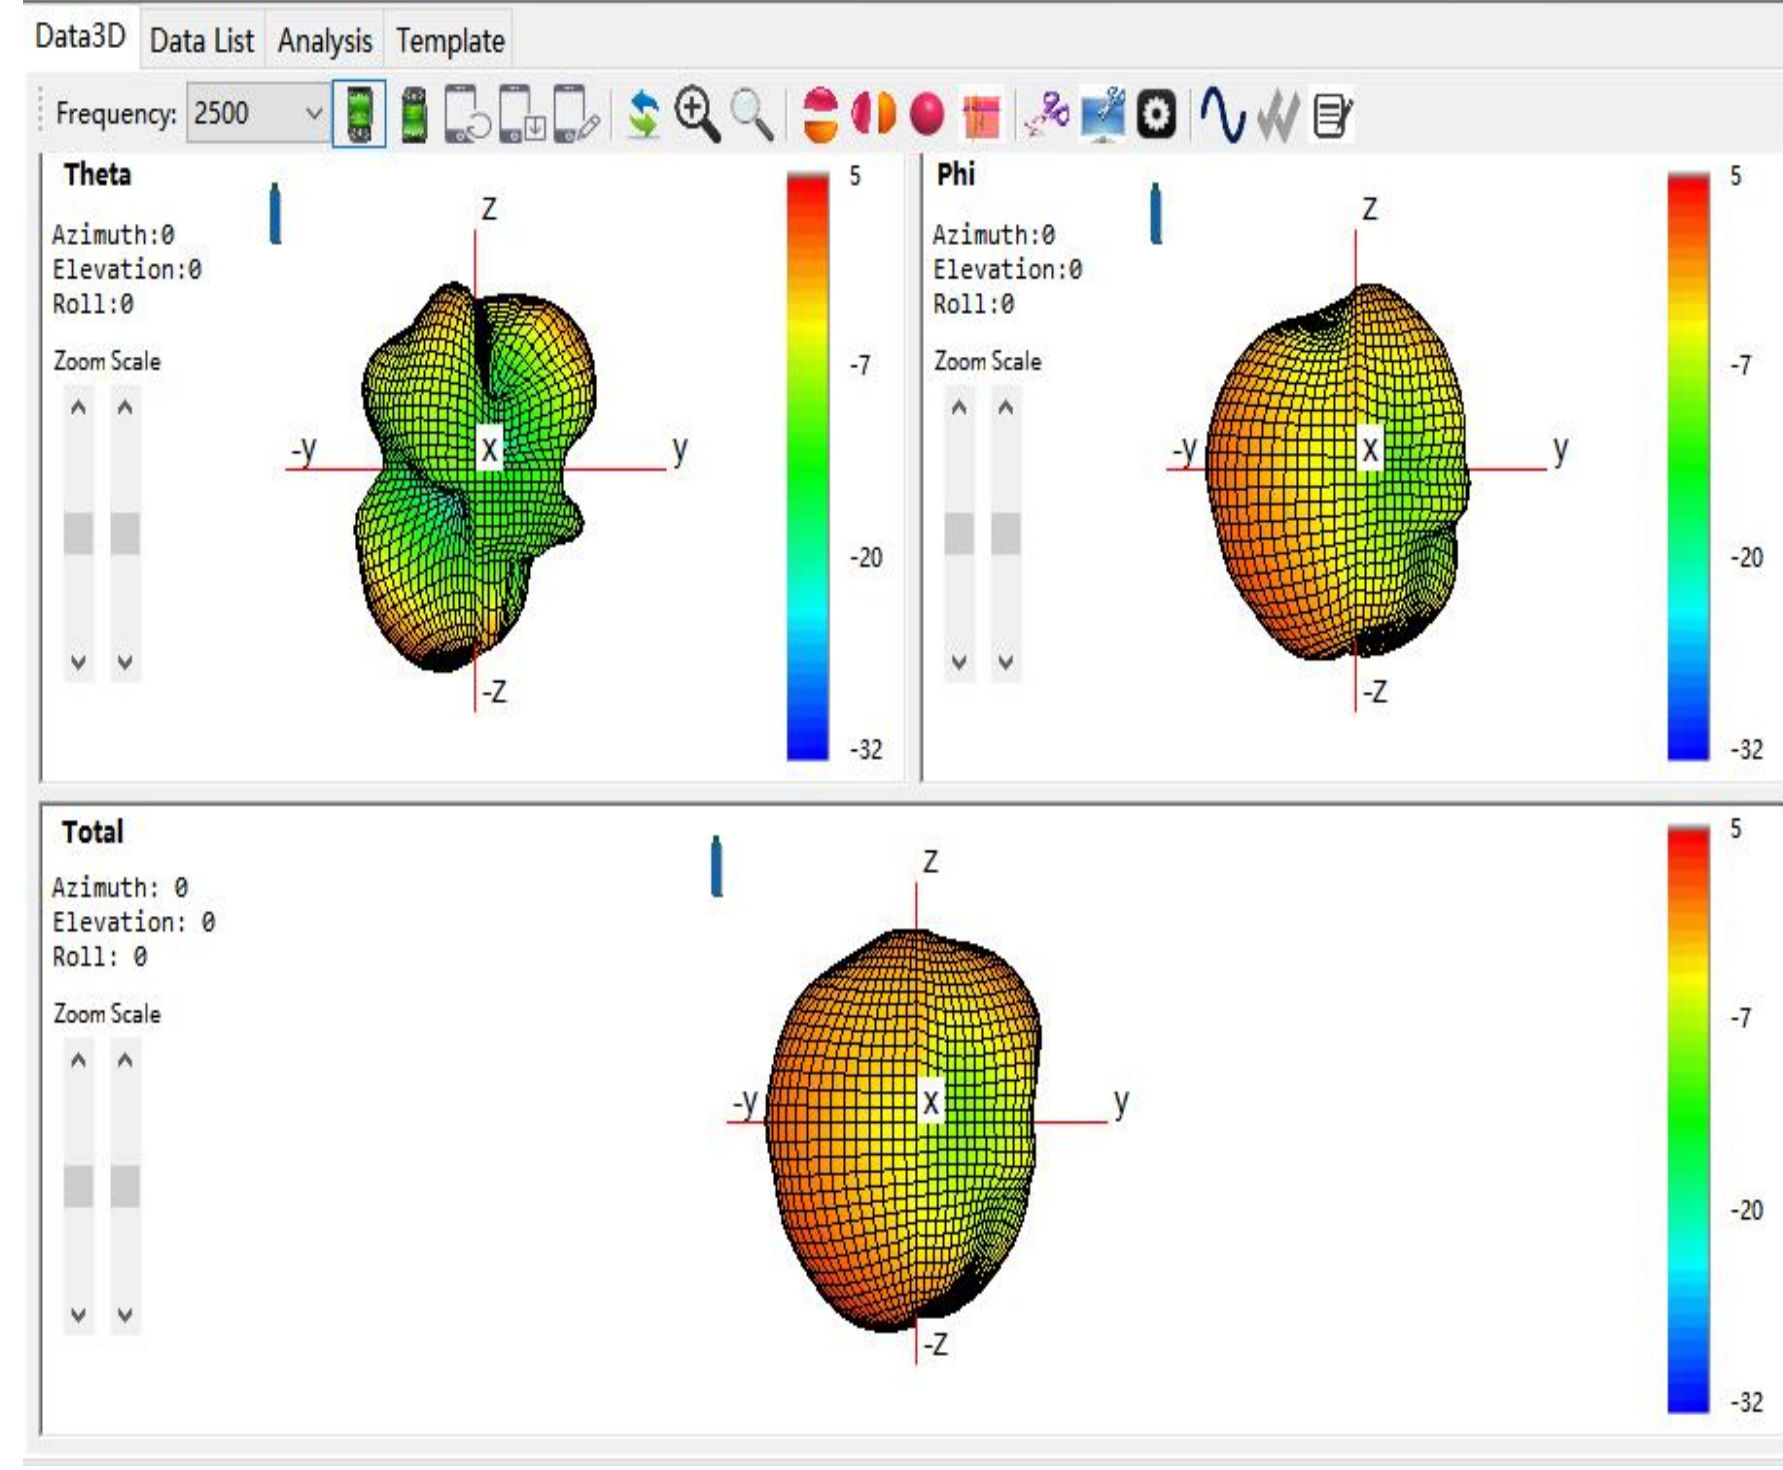 Data3D Data List Analysis Template
Frequency: 2500
Theta
Azimuth:0
Elevation:0
Roll:0
Zoom Scale
Z
-y
X
y
-Z
5
-7
-20
-32
Phi
Azimuth:0
Elevation:0
Roll:0
Zoom Scale
Z
-y
X
y
-Z
5
-7
-20
-32
Total
Azimuth: 0
Elevation: 0
Roll: 0
Zoom Scale
Z
-y
X
y
-Z
5
-7
-20
-32